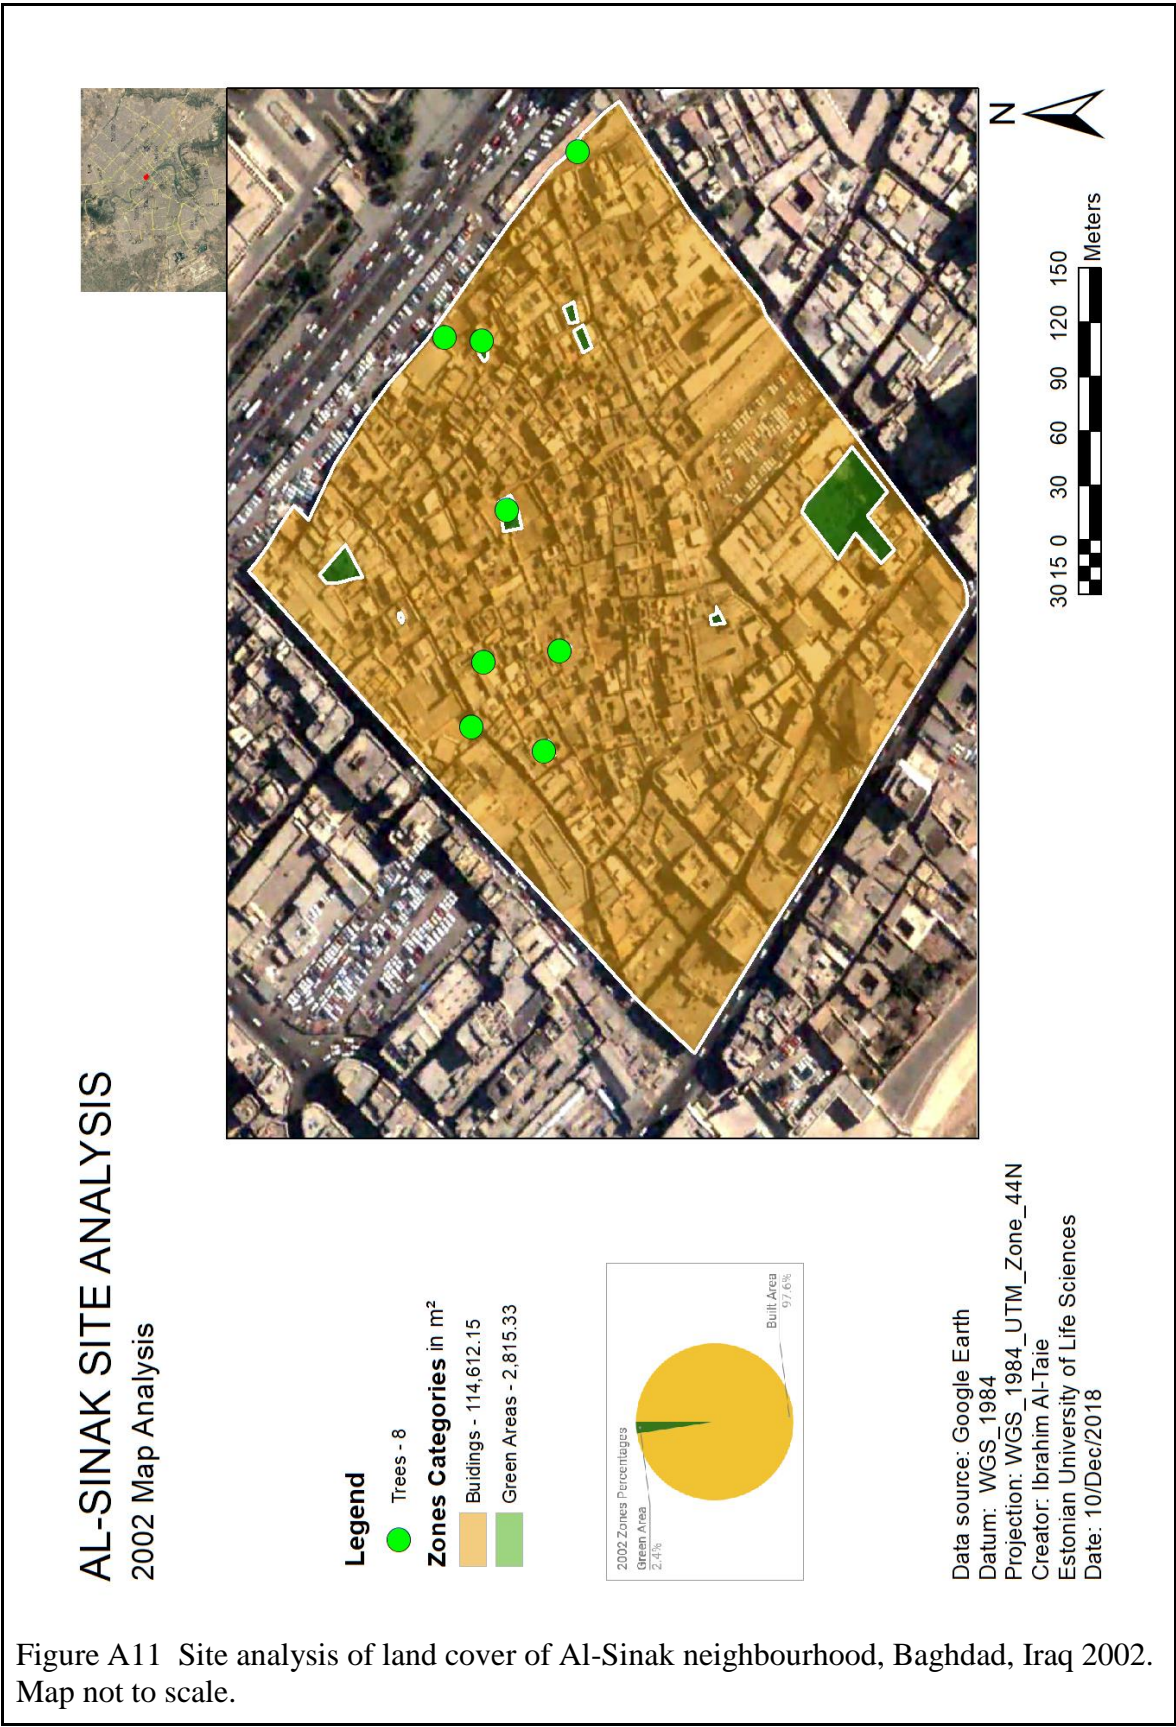 AL-SINAK SITE ANALYSIS
2002 Map Analysis
Legend
Trees - 8
Zones Categories in m²
Buidings - 114,612.15
Green Areas - 2,815.33
2002 Zones Percentages
Green Area
2.4%
Built Area
97.6%
Data source: Google Earth
Datum: WGS_1984
Projection: WGS_1984_UTM_Zone_44N
Creator: Ibrahim Al-Taie
Estonian University of Life Sciences
Date: 10/Dec/2018
N
30 15 0 30 60 90 120 150
Meters
Figure A11 Site analysis of land cover of Al-Sinak neighbourhood, Baghdad, Iraq 2002.
Map not to scale.